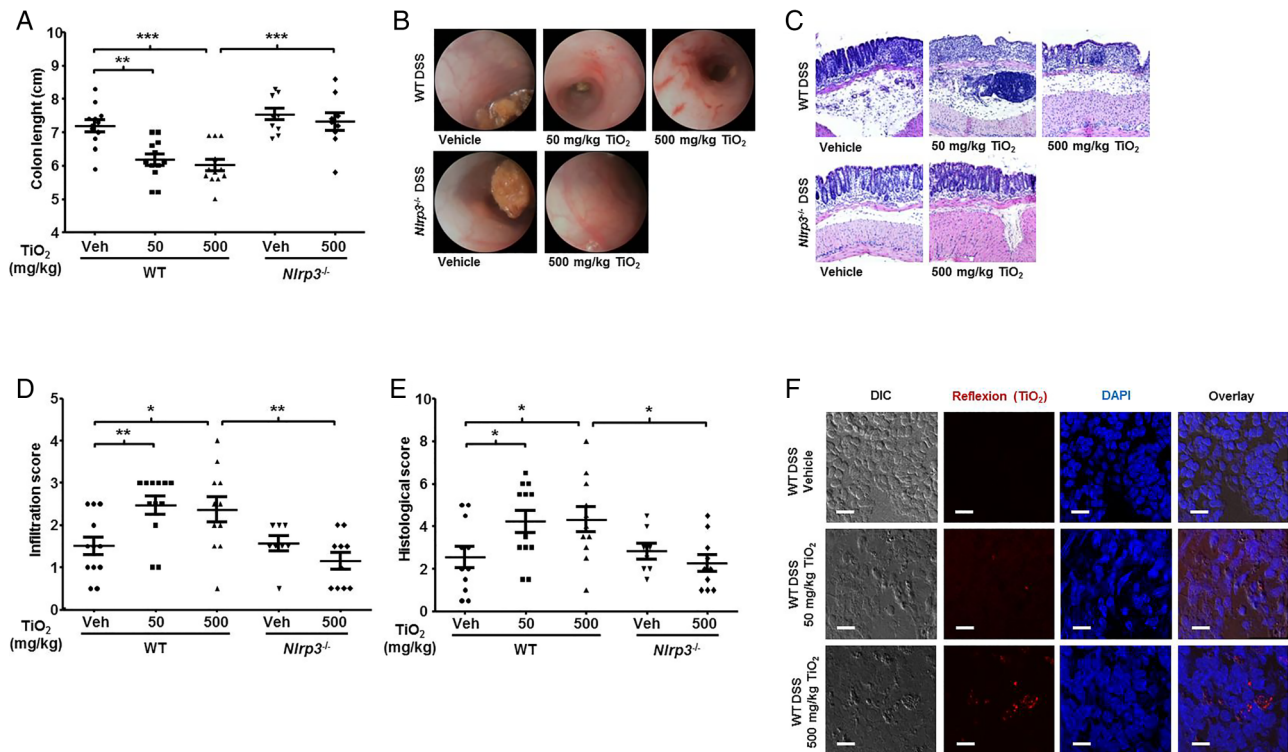 A
***
***
**
10
9
8
7
6
5
4
Colon lenght (cm)
TiO2
(mg/kg)
Veh
50
500
Veh
500
WT
Nlrp3-/-
B
WT DSS
Vehicle
50 mg/kg TiO2
500 mg/kg TiO2
Nlrp3-/- DSS
Vehicle
500 mg/kg TiO2
C
WT DSS
Vehicle
50 mg/kg TiO2
500 mg/kg TiO2
Nlrp3-/- DSS
Vehicle
500 mg/kg TiO2
D
*
**
**
5
4
3
2
1
0
Infiltration score
TiO2
(mg/kg)
Veh
50
500
Veh
500
WT
Nlrp3-/-
E
*
*
*
10
8
6
4
2
0
Histological score
TiO2
(mg/kg)
Veh
50
500
Veh
500
WT
Nlrp3-/-
F
DIC
Reflexion (TiO2)
DAPI
Overlay
WT DSS
Vehicle
WT DSS
50 mg/kg TiO2
WT DSS
500 mg/kg TiO2